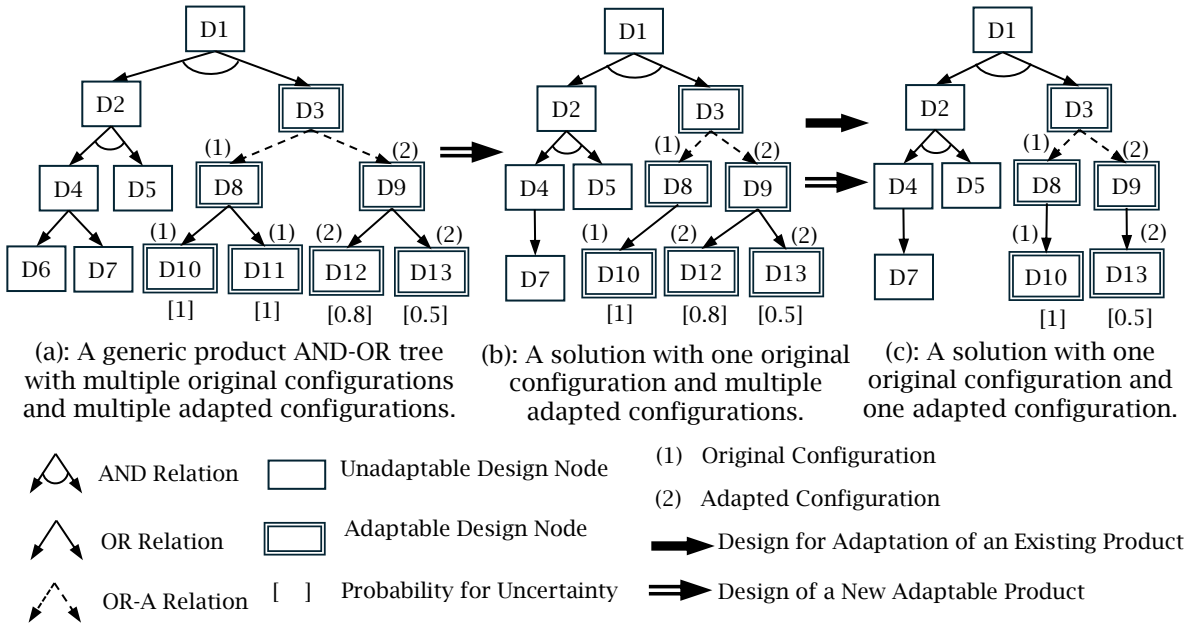 D1
D1
D1
D2
D3
D2
D3
D2
D3
(1)
(2)
(1)
(2)
(1)
(2)
D4
D5
D8
D9
D4
D5
D8
D9
D4
D5
D8
D9
(1)
(1)
(2)
(2)
(1)
(2)
(2)
(1)
(2)
D6
D7
D10
D11
D12
D13
D7
D10
D12
D13
D7
D10
D13
[1]
[1]
[0.8]
[0.5]
[1]
[0.8]
[0.5]
[1]
[0.5]
(a): A generic product AND-OR tree
with multiple original configurations
and multiple adapted configurations.
(b): A solution with one original
configuration and multiple
adapted configurations.
(c): A solution with one
original configuration and
one adapted configuration.
AND Relation
OR Relation
OR-A Relation
Unadaptable Design Node
Adaptable Design Node
[ ] Probability for Uncertainty
(1) Original Configuration
(2) Adapted Configuration
Design for Adaptation of an Existing Product
Design of a New Adaptable Product